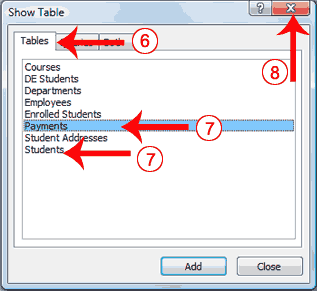 Show Table
Tables
6
8
Courses
DE Students
Departments
Employees
Enrolled Students
Payments
7
Student Addresses
Students
7
Add Close